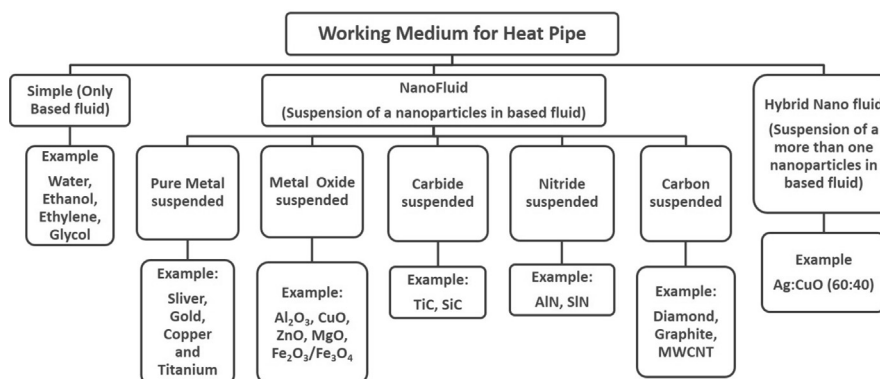 Working Medium for Heat Pipe
Simple (Only
Based fluid)
Example
Water,
Ethanol,
Ethylene,
Glycol
NanoFluid
(Suspension of a nanoparticles in based fluid)
Pure Metal
suspended
Example:
Sliver,
Gold,
Copper
and
Titanium
Metal Oxide
suspended
Example:
Al₂O₃, CuO,
ZnO, MgO,
Fe₂O₃/Fe₃O₄
Carbide
suspended
Example:
TiC, SiC
Nitride
suspended
Example:
AlN, SlN
Carbon
suspended
Example:
Diamond,
Graphite,
MWCNT
Hybrid Nano fluid
(Suspension of a
more than one
nanoparticles in
based fluid)
Example
Ag:CuO (60:40)